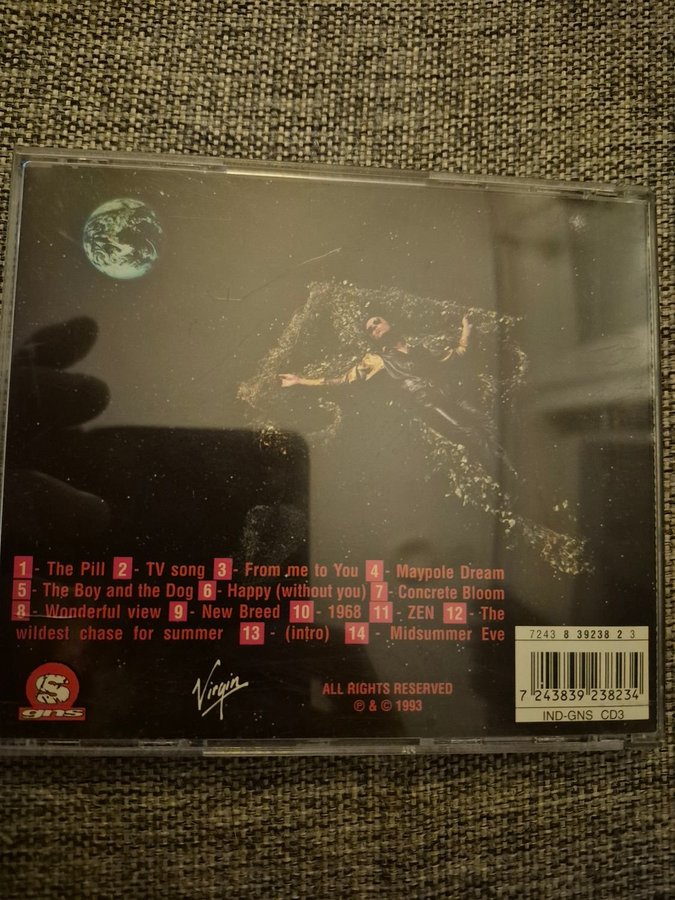 1 - The Pill 2 - TV song 3 - From me to You 4 - Maypole Dream
5 - The Boy and the Dog 6 - Happy (without you) 7 - Concrete Bloom
8 - Wonderful view 9 - New Breed 10 - 1968 11 - ZEN 12 - The
wildest chase for summer 13 - (intro) 14 - Midsummer Eve
7243 8 39238 2 3
7 243839 238234
IND-GNS CD3
S
gns
Virgin
ALL RIGHTS RESERVED
℗ & © 1993